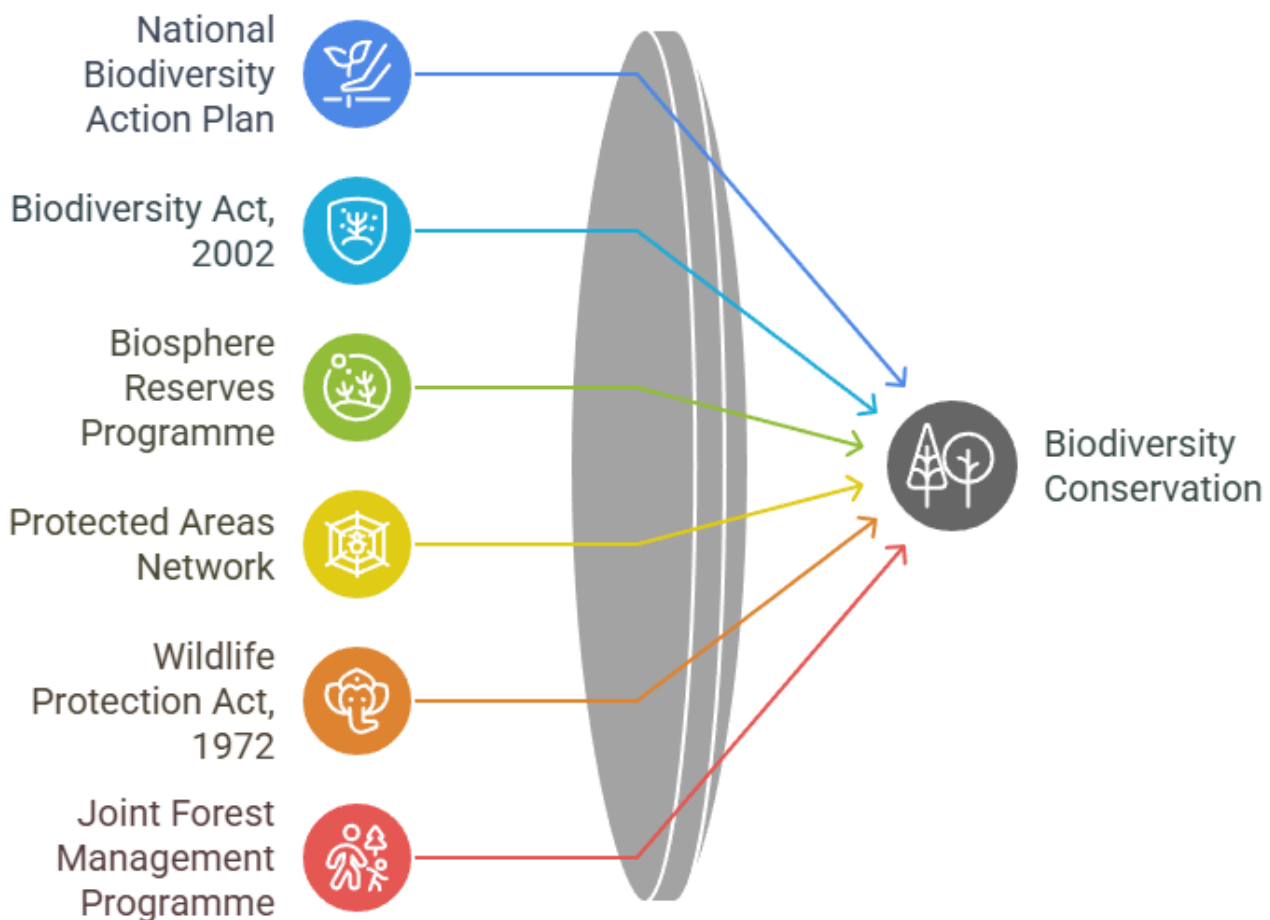 National
Biodiversity
Action Plan
Biodiversity Act,
2002
Biosphere
Reserves
Programme
Protected Areas
Network
Wildlife
Protection Act,
1972
Joint Forest
Management
Programme
Biodiversity
Conservation